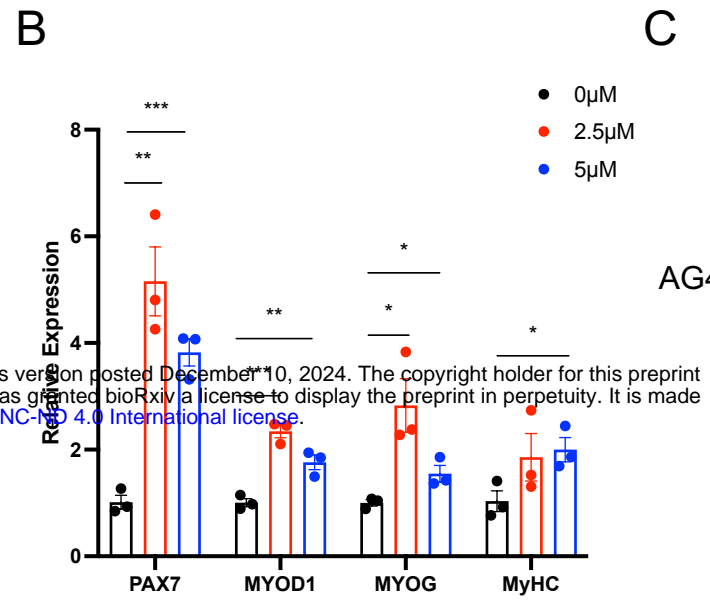 B
C
0µM
2.5µM
5µM
***
**
8
6
4
2
0
Relative Expression
*
*
**
*
AG4
s version posted December 10, 2024. The copyright holder for this preprint
***
as granted bioRxiv a license to display the preprint in perpetuity. It is made
NC-ND 4.0 International license.
PAX7 MYOD1 MYOG MyHC